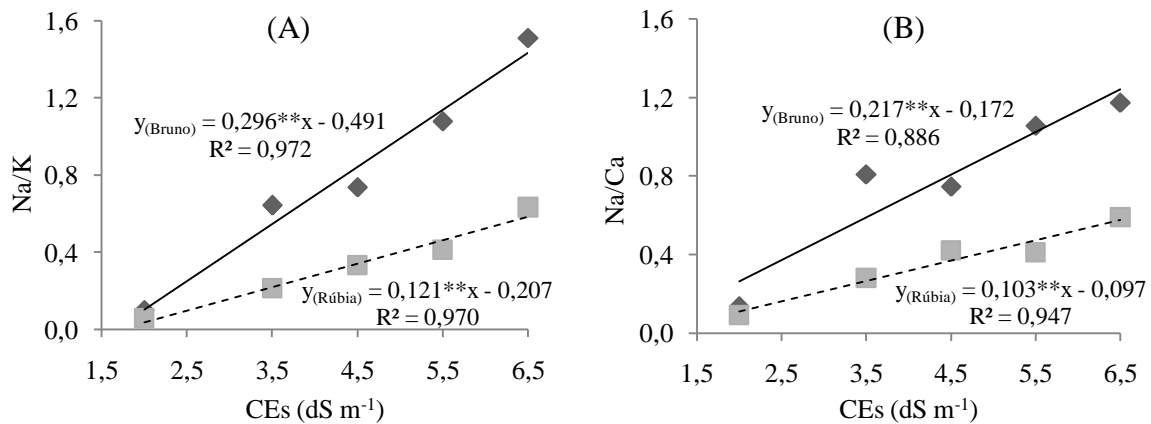 (A)
1,6
1,2
0,8
0,4
0,0
Na/K
y(Bruno) = 0,296**x - 0,491
R² = 0,972
y(Rúbia) = 0,121**x - 0,207
R² = 0,970
1,5 2,5 3,5 4,5 5,5 6,5
CEs (dS m⁻¹)
(B)
1,6
1,2
0,8
0,4
0,0
Na/Ca
y(Bruno) = 0,217**x - 0,172
R² = 0,886
y(Rúbia) = 0,103**x - 0,097
R² = 0,947
1,5 2,5 3,5 4,5 5,5 6,5
CEs (dS m⁻¹)